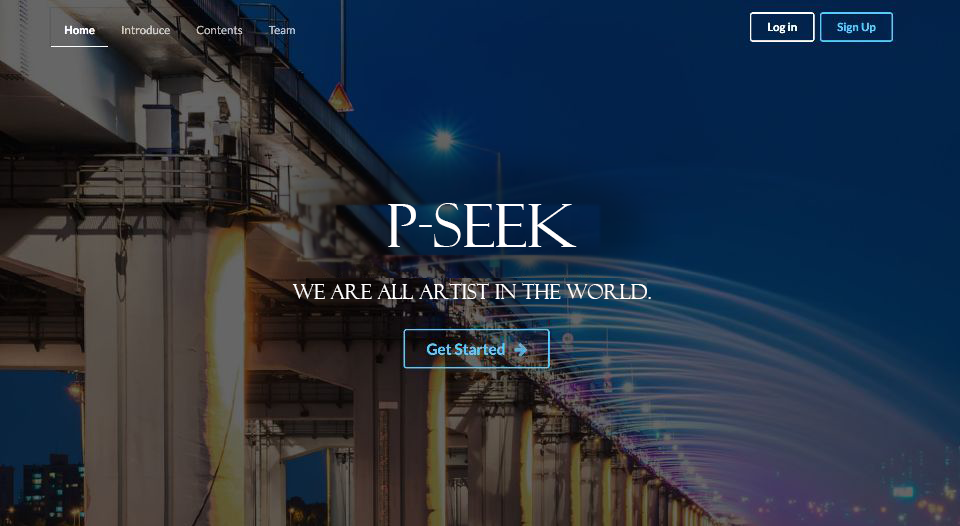 Home Introduce Contents Team Log in Sign Up
P-SEEK
WE ARE ALL ARTIST IN THE WORLD.
Get Started